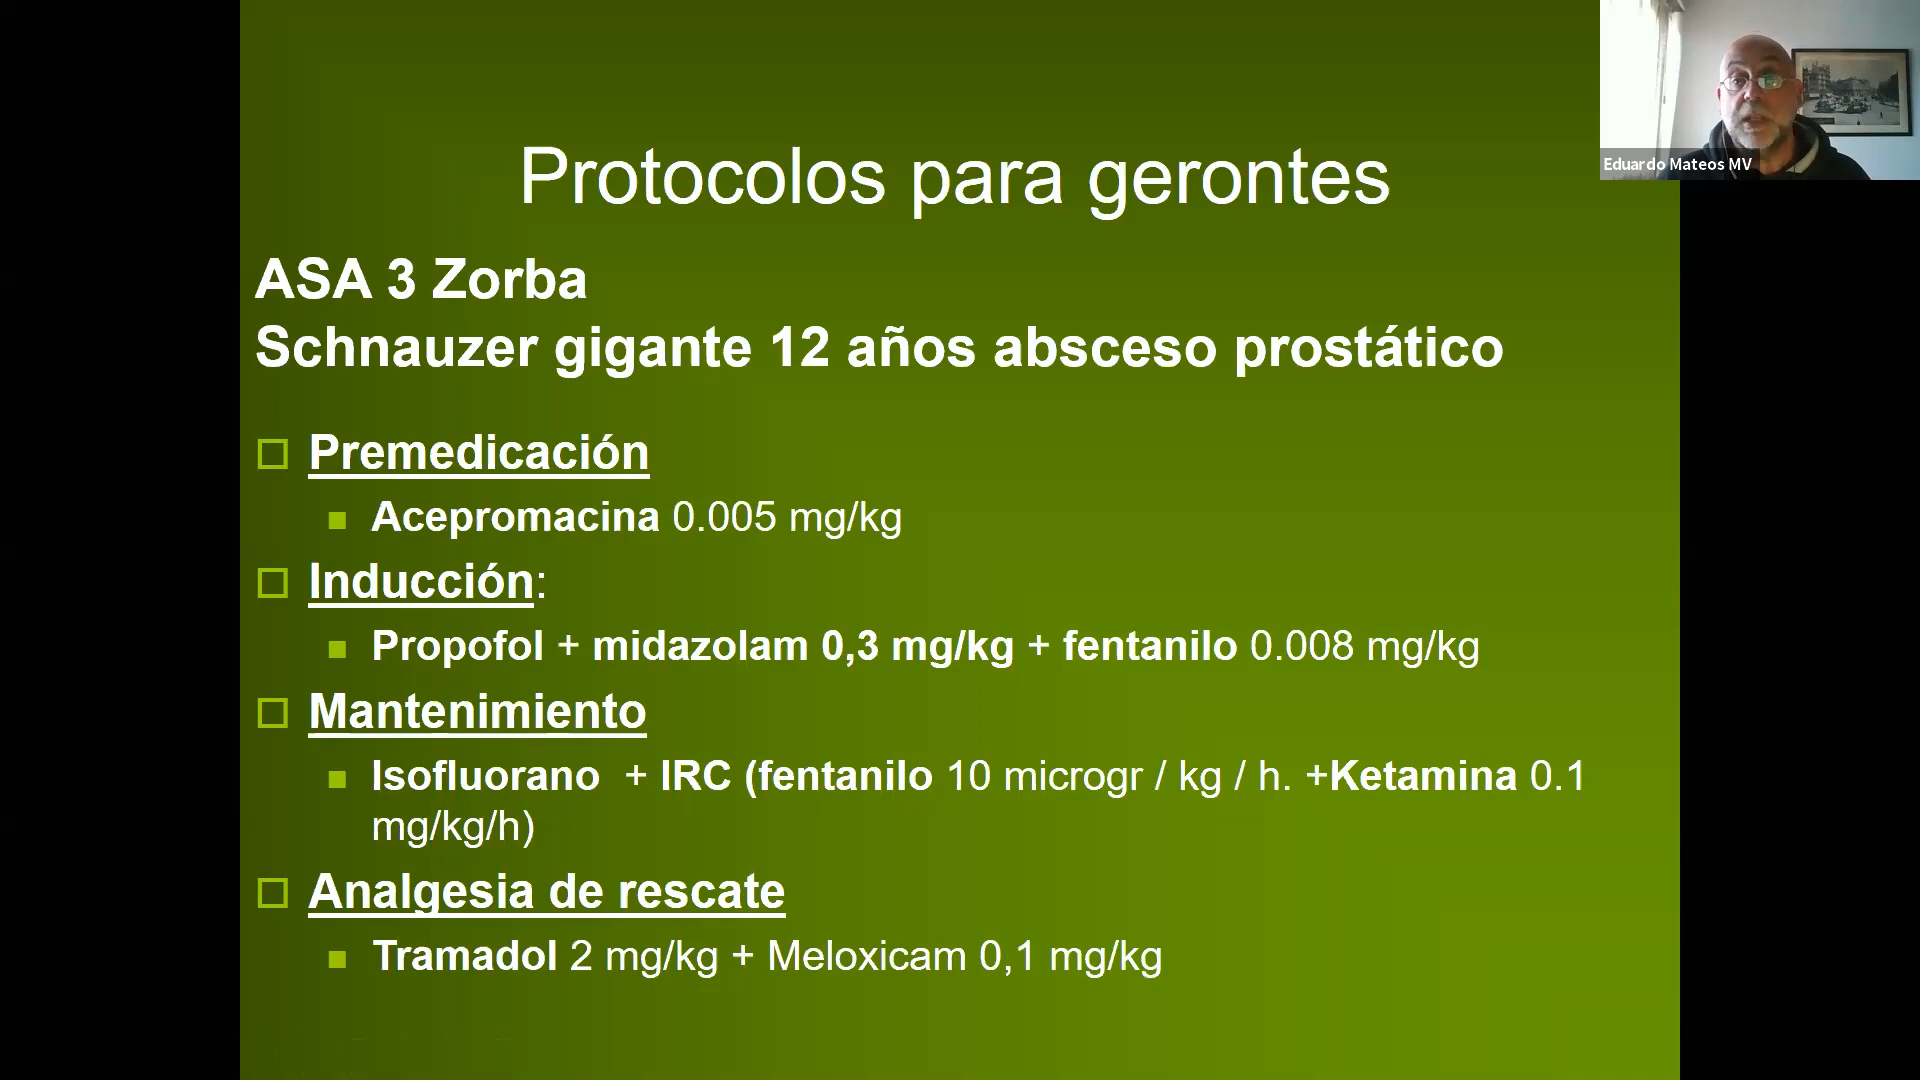 Protocolos para gerontes
Eduardo Mateos MV
ASA 3 Zorba
Schnauzer gigante 12 años absceso prostático
Premedicación
Acepromacina 0.005 mg/kg
Inducción:
Propofol + midazolam 0,3 mg/kg + fentanilo 0.008 mg/kg
Mantenimiento
Isofluorano + IRC (fentanilo 10 microgr / kg / h. +Ketamina 0.1
mg/kg/h)
Analgesia de rescate
Tramadol 2 mg/kg + Meloxicam 0,1 mg/kg